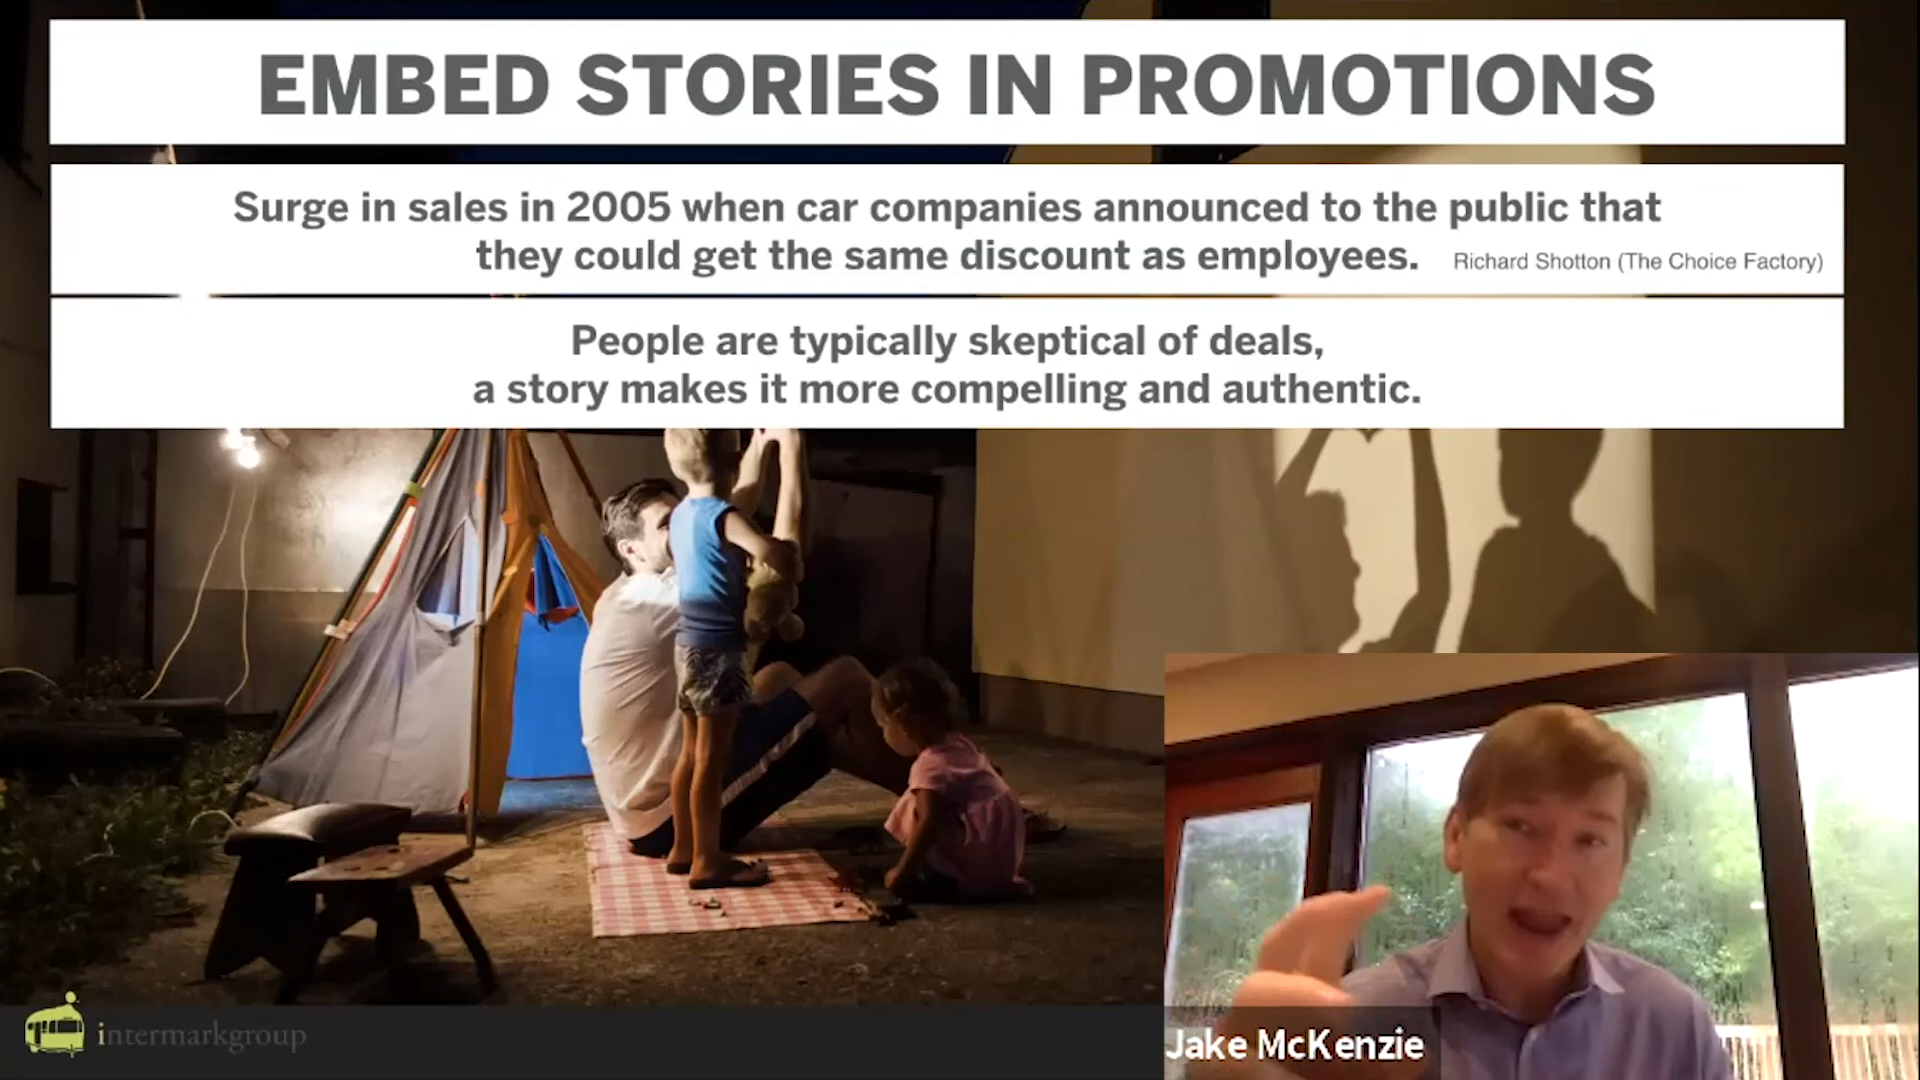 EMBED STORIES IN PROMOTIONS
Surge in sales in 2005 when car companies announced to the public that
they could get the same discount as employees. Richard Shotton (The Choice Factory)
People are typically skeptical of deals,
a story makes it more compelling and authentic.
intermarkgroup
Jake McKenzie